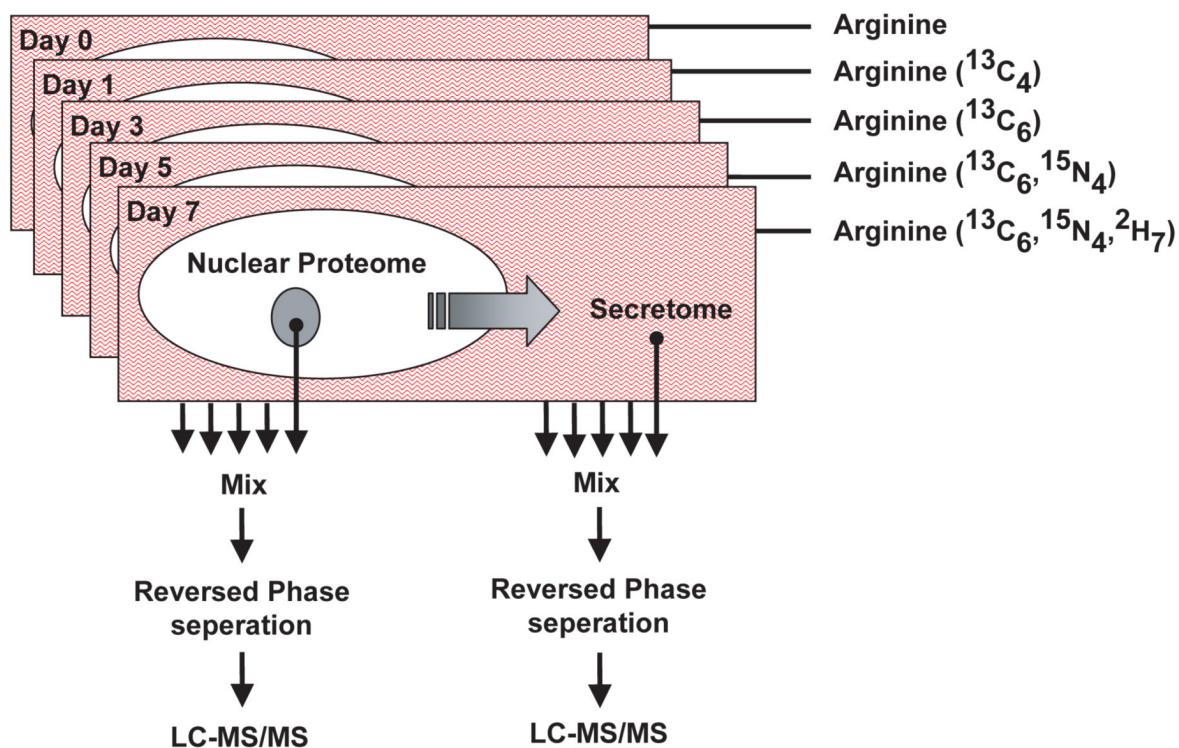 Day 0
Day 1
Day 3
Day 5
Day 7
Arginine
Arginine (¹³C₄)
Arginine (¹³C₆)
Arginine (¹³C₆,¹⁵N₄)
Arginine (¹³C₆,¹⁵N₄,²H₇)
Nuclear Proteome
Secretome
Mix
Reversed Phase
seperation
LC-MS/MS
Mix
Reversed Phase
seperation
LC-MS/MS